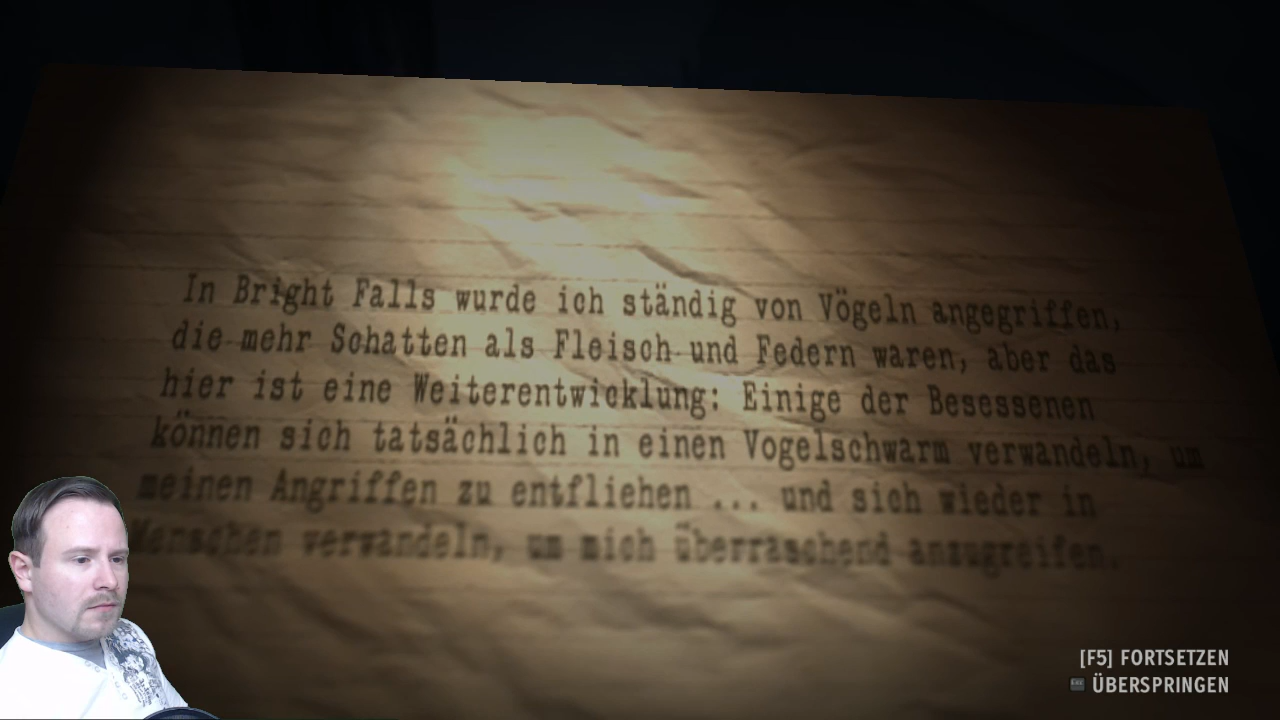 In Bright Falls wurde ich ständig von Vögeln angegriffen,
die mehr Schatten als Fleisch und Federn waren, aber das
hier ist eine Weiterentwicklung: Einige der Besessenen
können sich tatsächlich in einen Vogelschwarm verwandeln, um
meinen Angriffen zu entfliehen ... und sich wieder in
Menschen verwandeln, um mich überraschend anzugreifen.
[F5] FORTSETZEN
ÜBERSPRINGEN